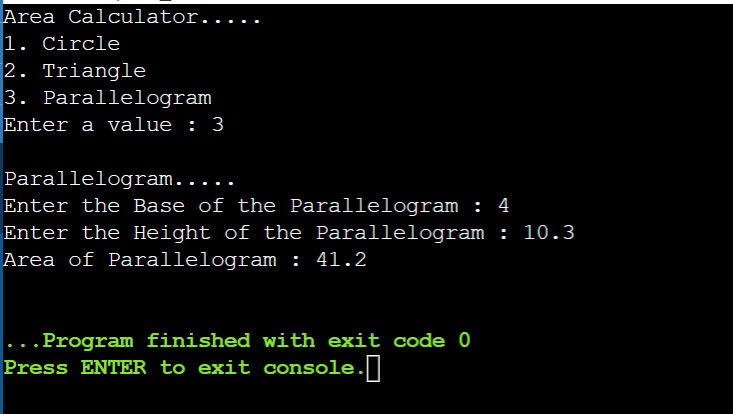 Area Calculator.....
1. Circle
2. Triangle
3. Parallelogram
Enter a value : 3
Parallelogram.....
Enter the Base of the Parallelogram : 4
Enter the Height of the Parallelogram : 10.3
Area of Parallelogram : 41.2
...Program finished with exit code 0
Press ENTER to exit console.